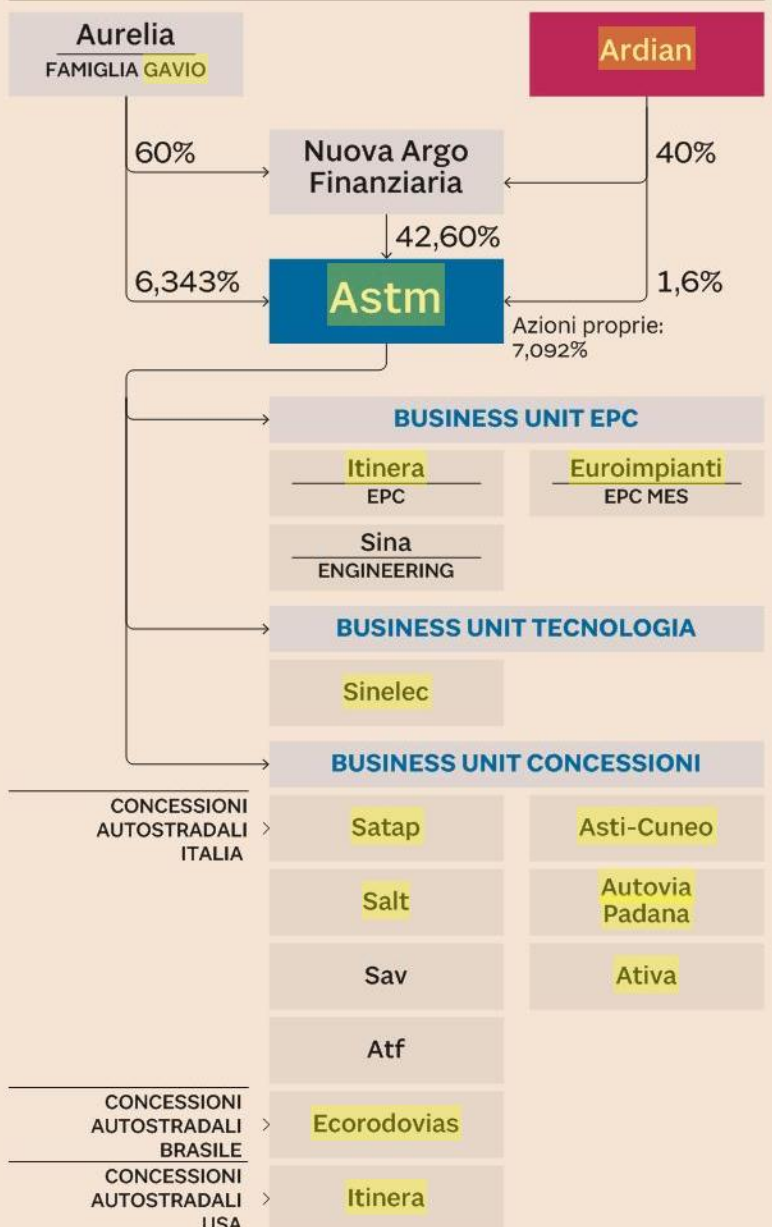 Aurelia
FAMIGLIA GAVIO
Ardian
60%
Nuova Argo
Finanziaria
40%
42,60%
6,343%
Astm
1,6%
Azioni proprie:
7,092%
BUSINESS UNIT EPC
Itinera
EPC
Euroimpianti
EPC MES
Sina
ENGINEERING
BUSINESS UNIT TECNOLOGIA
Sinelec
BUSINESS UNIT CONCESSIONI
CONCESSIONI
AUTOSTRADALI
ITALIA
Satap
Asti-Cuneo
Salt
Autovia
Padana
Sav
Ativa
Atf
CONCESSIONI
AUTOSTRADALI
BRASILE
Ecorodovias
CONCESSIONI
AUTOSTRADALI
USA
Itinera